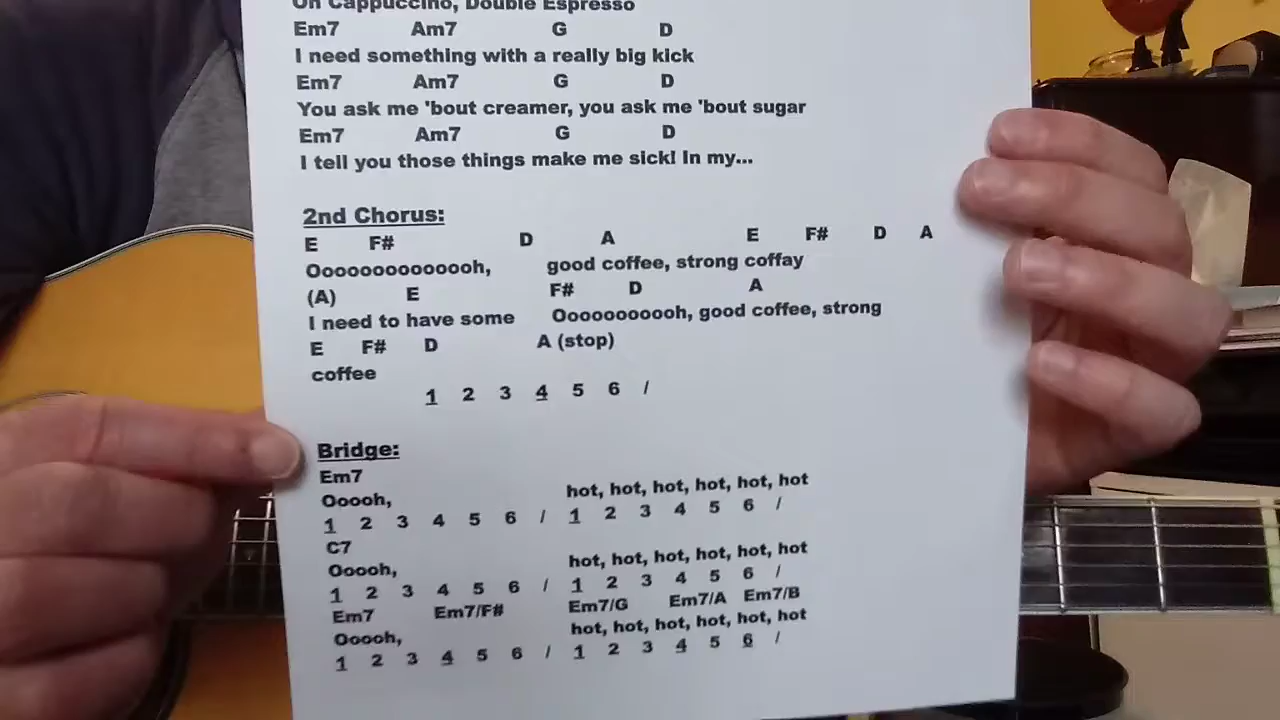 On Cappuccino, Double Espresso
Em7 Am7 G D
I need something with a really big kick
Em7 Am7 G D
You ask me 'bout creamer, you ask me 'bout sugar
Em7 Am7 G D
I tell you those things make me sick! In my...
2nd Chorus:
E F# D A E F# D A
Ooooooooooooooh, good coffee, strong coffay
(A) E F# D A
I need to have some Ooooooooooooh, good coffee, strong
E F# D A (stop)
coffee
1 2 3 4 5 6 /
Bridge:
Em7
Ooooh, hot, hot, hot, hot, hot, hot
1 2 3 4 5 6 / 1 2 3 4 5 6 /
C7
Ooooh, hot, hot, hot, hot, hot, hot
1 2 3 4 5 6 / 1 2 3 4 5 6 /
Em7 Em7/F# Em7/G Em7/A Em7/B
Ooooh, hot, hot, hot, hot, hot, hot
1 2 3 4 5 6 / 1 2 3 4 5 6 /